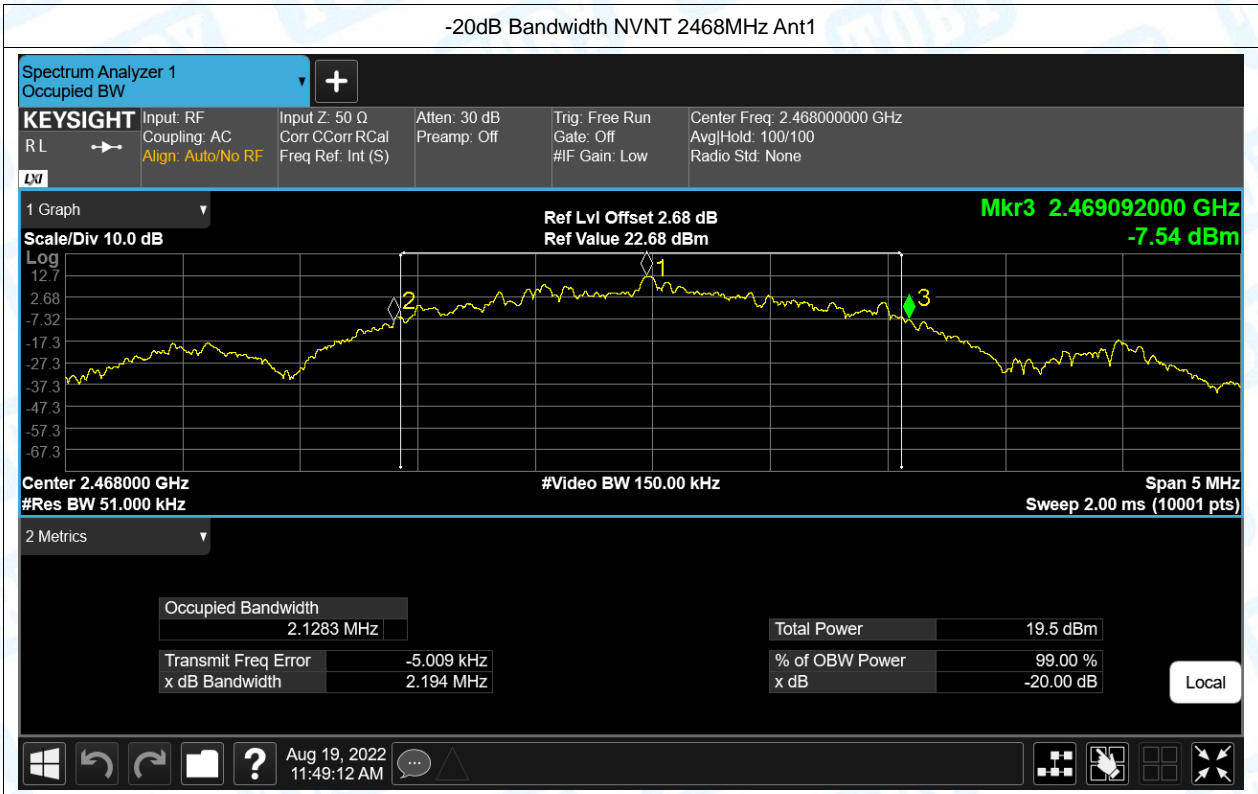 -20dB Bandwidth NVNT 2468MHz Ant1
Spectrum Analyzer 1
Occupied BW
KEYSIGHT
RL
LXI
Input: RF
Coupling: AC
Align: Auto/No RF
Input Z: 50 Ω
Corr CCorr RCal
Freq Ref: Int (S)
Atten: 30 dB
Preamp: Off
Trig: Free Run
Gate: Off
#IF Gain: Low
Center Freq: 2.468000000 GHz
Avg|Hold: 100/100
Radio Std: None
1 Graph
Scale/Div 10.0 dB
Ref Lvl Offset 2.68 dB
Ref Value 22.68 dBm
Mkr3 2.469092000 GHz
-7.54 dBm
Log
12.7
2.68
-7.32
-17.3
-27.3
-37.3
-47.3
-57.3
-67.3
1
2
3
Center 2.468000 GHz
#Video BW 150.00 kHz
Span 5 MHz
#Res BW 51.000 kHz
Sweep 2.00 ms (10001 pts)
2 Metrics
Occupied Bandwidth
2.1283 MHz
Total Power 19.5 dBm
Transmit Freq Error -5.009 kHz
% of OBW Power 99.00 %
x dB Bandwidth 2.194 MHz
x dB -20.00 dB
Local
Aug 19, 2022
11:49:12 AM